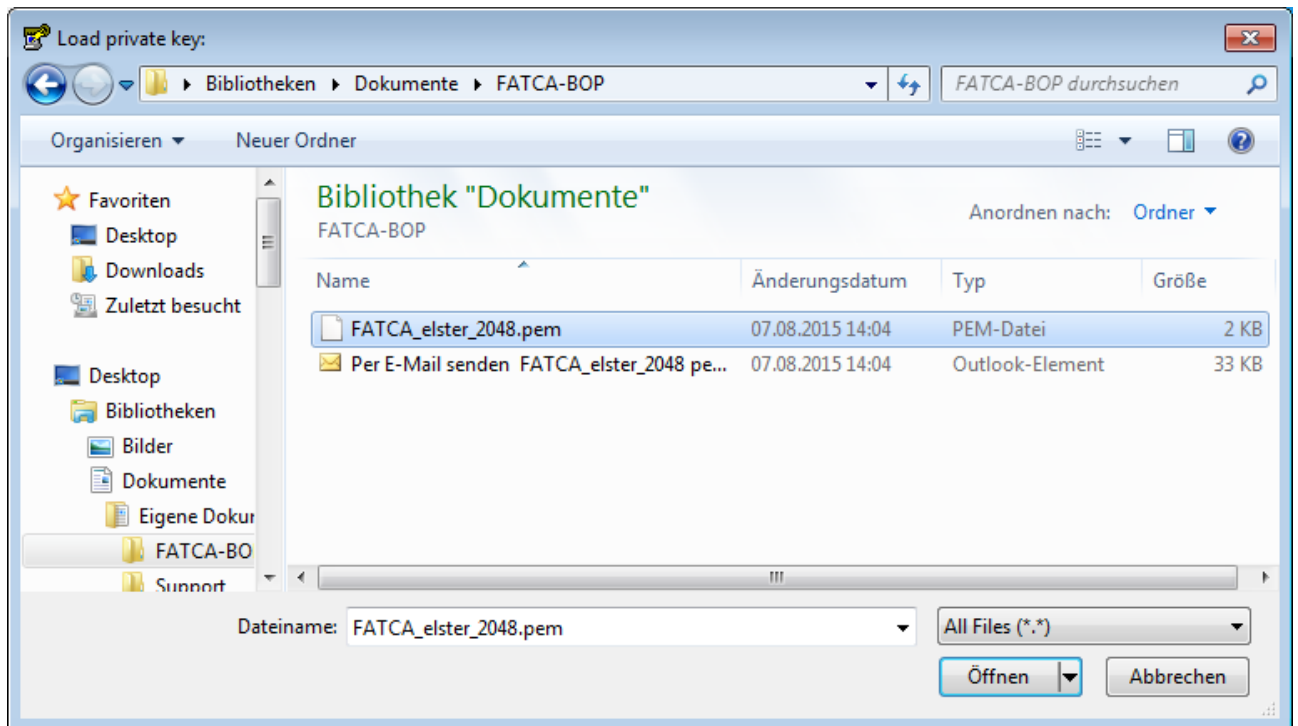 Load private key:
Bibliotheken Dokumente FATCA-BOP FATCA-BOP durchsuchen
Organisieren Neuer Ordner
Favoriten
Desktop
Downloads
Zuletzt besucht
Desktop
Bibliotheken
Bilder
Dokumente
Eigene Dokur
FATCA-BO
Support
Bibliothek "Dokumente"
FATCA-BOP
Anordnen nach: Ordner
Name Änderungsdatum Typ Größe
FATCA_elster_2048.pem 07.08.2015 14:04 PEM-Datei 2 KB
Per E-Mail senden FATCA_elster_2048 pe... 07.08.2015 14:04 Outlook-Element 33 KB
Dateiname: FATCA_elster_2048.pem All Files (*.*)
Öffnen Abbrechen